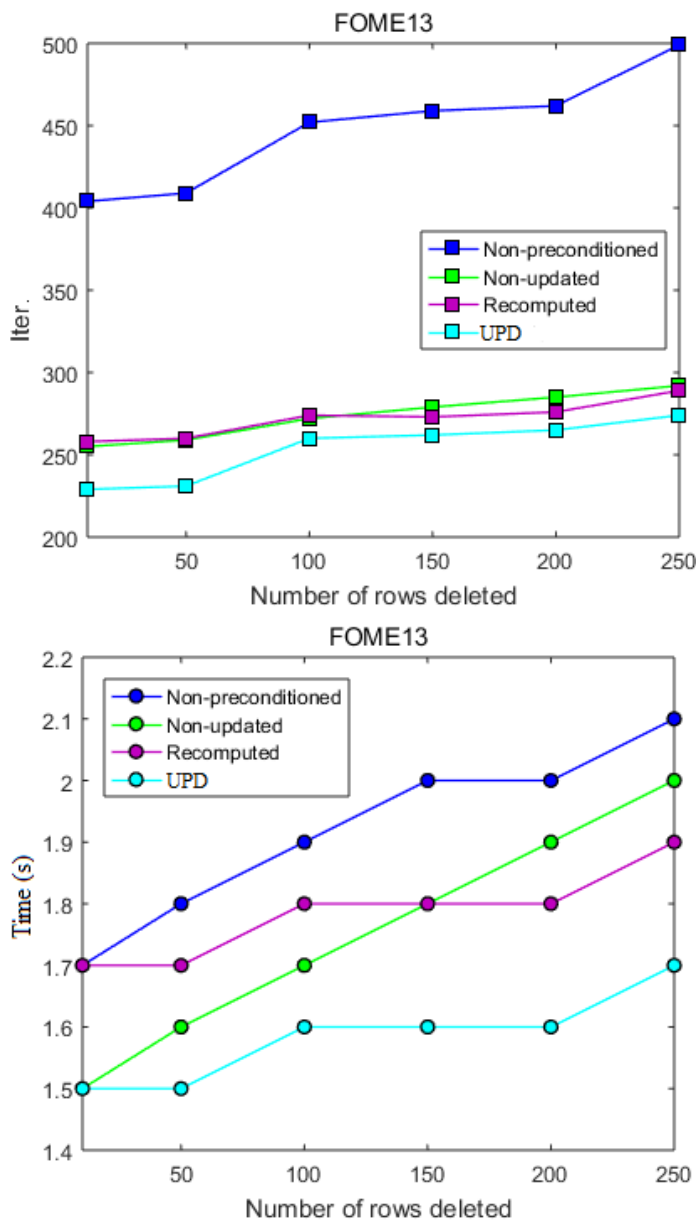 FOME13
500
450
400
350
300
250
200
Iter.
Non-preconditioned
Non-updated
Recomputed
UPD
50 100 150 200 250
Number of rows deleted
FOME13
2.2
2.1
2
1.9
1.8
1.7
1.6
1.5
1.4
Time (s)
Non-preconditioned
Non-updated
Recomputed
UPD
50 100 150 200 250
Number of rows deleted